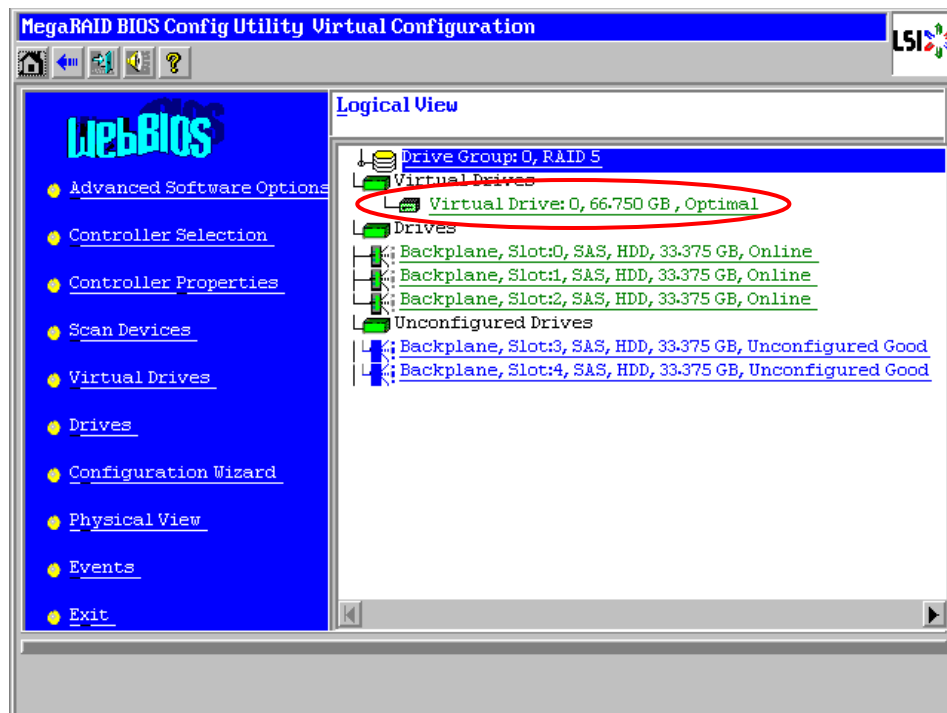 MegaRAID BIOS Config Utility Virtual Configuration
LSI
?
WebBIOS
Advanced Software Options
Controller Selection
Controller Properties
Scan Devices
Virtual Drives
Drives
Configuration Wizard
Physical View
Events
Exit
Logical View
Drive Group: 0, RAID 5
Virtual Drives
Virtual Drive: 0, 66.750 GB , Optimal
Drives
Backplane, Slot:0, SAS, HDD, 33.375 GB, Online
Backplane, Slot:1, SAS, HDD, 33.375 GB, Online
Backplane, Slot:2, SAS, HDD, 33.375 GB, Online
Unconfigured Drives
Backplane, Slot:3, SAS, HDD, 33.375 GB, Unconfigured Good
Backplane, Slot:4, SAS, HDD, 33.375 GB, Unconfigured Good